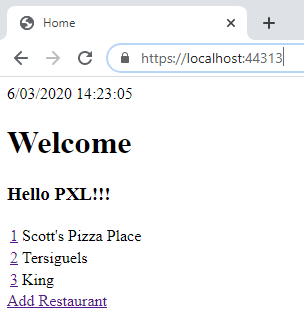 Home
https://localhost:44313
6/03/2020 14:23:05
Welcome
Hello PXL!!!
1 Scott's Pizza Place
2 Tersiguels
3 King
Add Restaurant